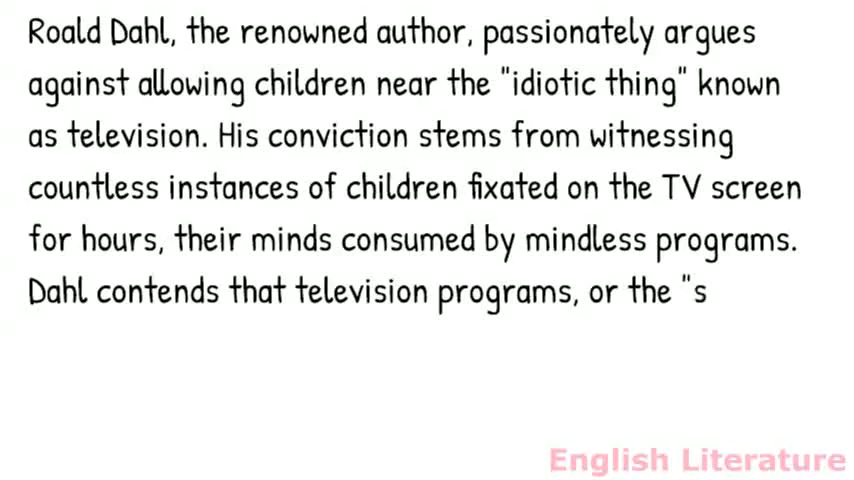 Roald Dahl, the renowned author, passionately argues
against allowing children near the "idiotic thing" known
as television. His conviction stems from witnessing
countless instances of children fixated on the TV screen
for hours, their minds consumed by mindless programs.
Dahl contends that television programs, or the "s
English Literature